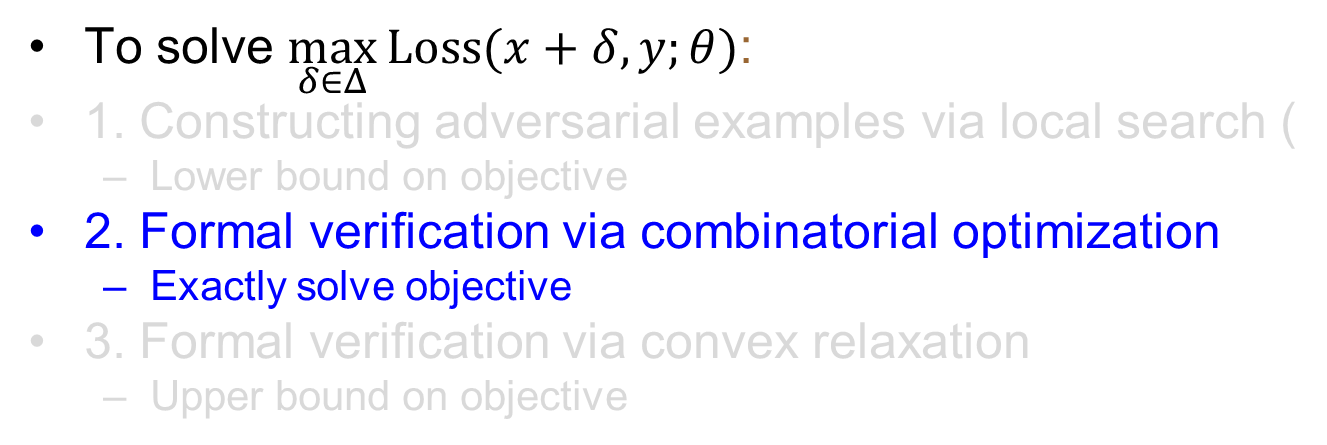 • To solve max Loss(x + δ, y; θ):
δ∈Δ
• 1. Constructing adversarial examples via local search (
– Lower bound on objective
• 2. Formal verification via combinatorial optimization
– Exactly solve objective
• 3. Formal verification via convex relaxation
– Upper bound on objective